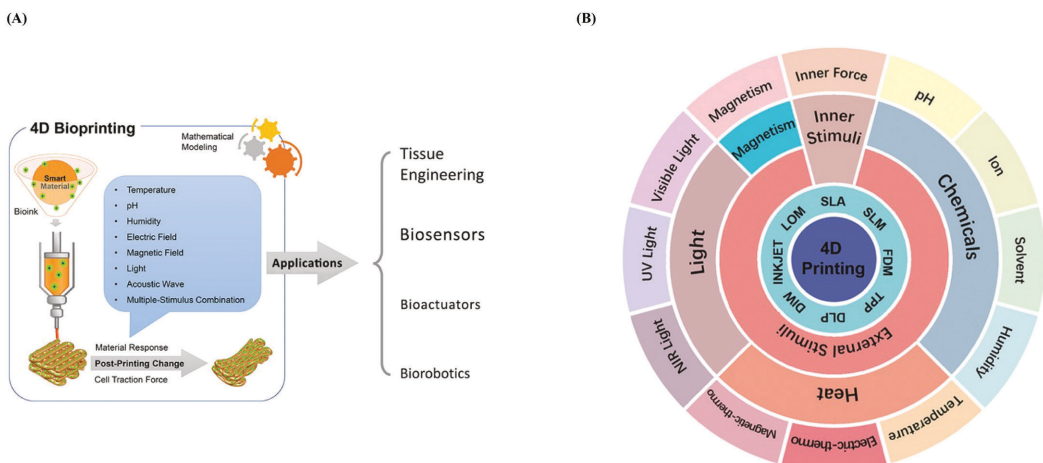 (A)
4D Bioprinting
Mathematical
Modeling
Smart
Material
Bioink
• Temperature
• pH
• Humidity
• Electric Field
• Magnetic Field
• Light
• Acoustic Wave
• Multiple-Stimulus Combination
Material Response
Post-Printing Change
Cell Traction Force
Applications
Tissue
Engineering
Biosensors
Bioactuators
Biorobotics
(B)
4D
Printing
SLA
SLM
FDM
TPP
DLP
DIW
INKJET
LOM
External Stimuli
Inner
Stimuli
Chemicals
Heat
Light
Magnetism
Inner Force
pH
Ion
Solvent
Humidity
Temperature
Electric-thermo
Magnetic-thermo
NIR Light
UV Light
Visible Light
Magnetism